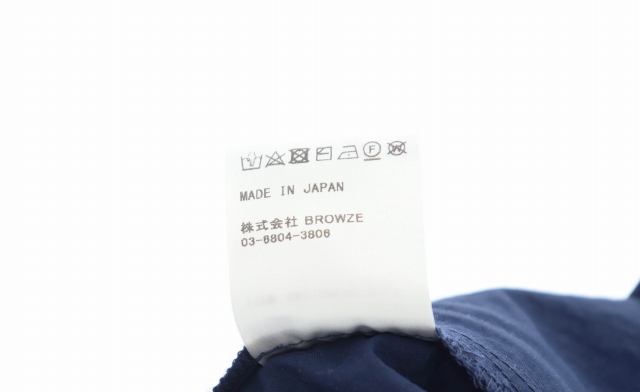 MADE IN JAPAN
株式会社 BROWZE
03-6804-3806